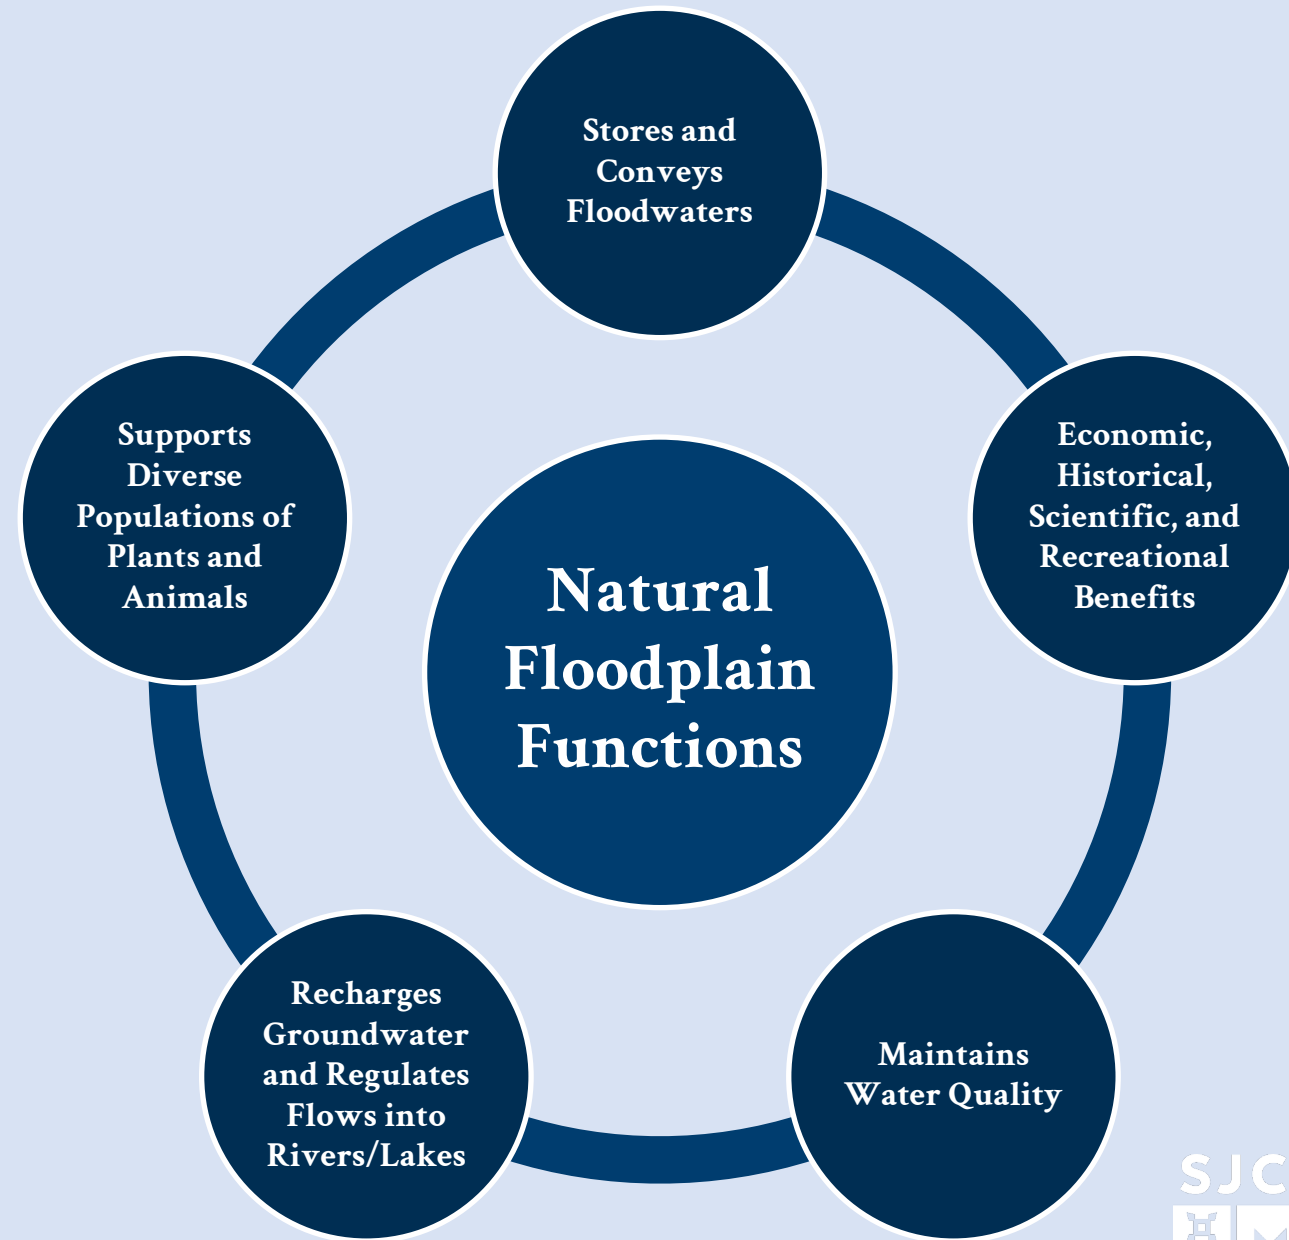 Stores and
Conveys
Floodwaters
Economic,
Historical,
Scientific, and
Recreational
Benefits
Maintains
Water Quality
Recharges
Groundwater
and Regulates
Flows into
Rivers/Lakes
Supports
Diverse
Populations of
Plants and
Animals
Natural
Floodplain
Functions
SJC